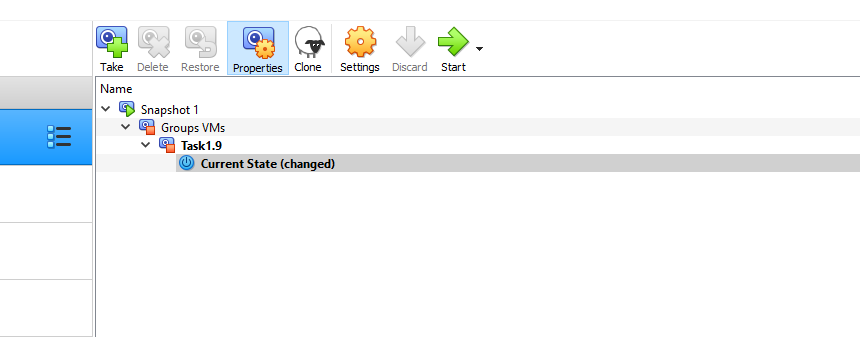 Take Delete Restore Properties Clone Settings Discard Start
Name
Snapshot 1
Groups VMs
Task1.9
Current State (changed)